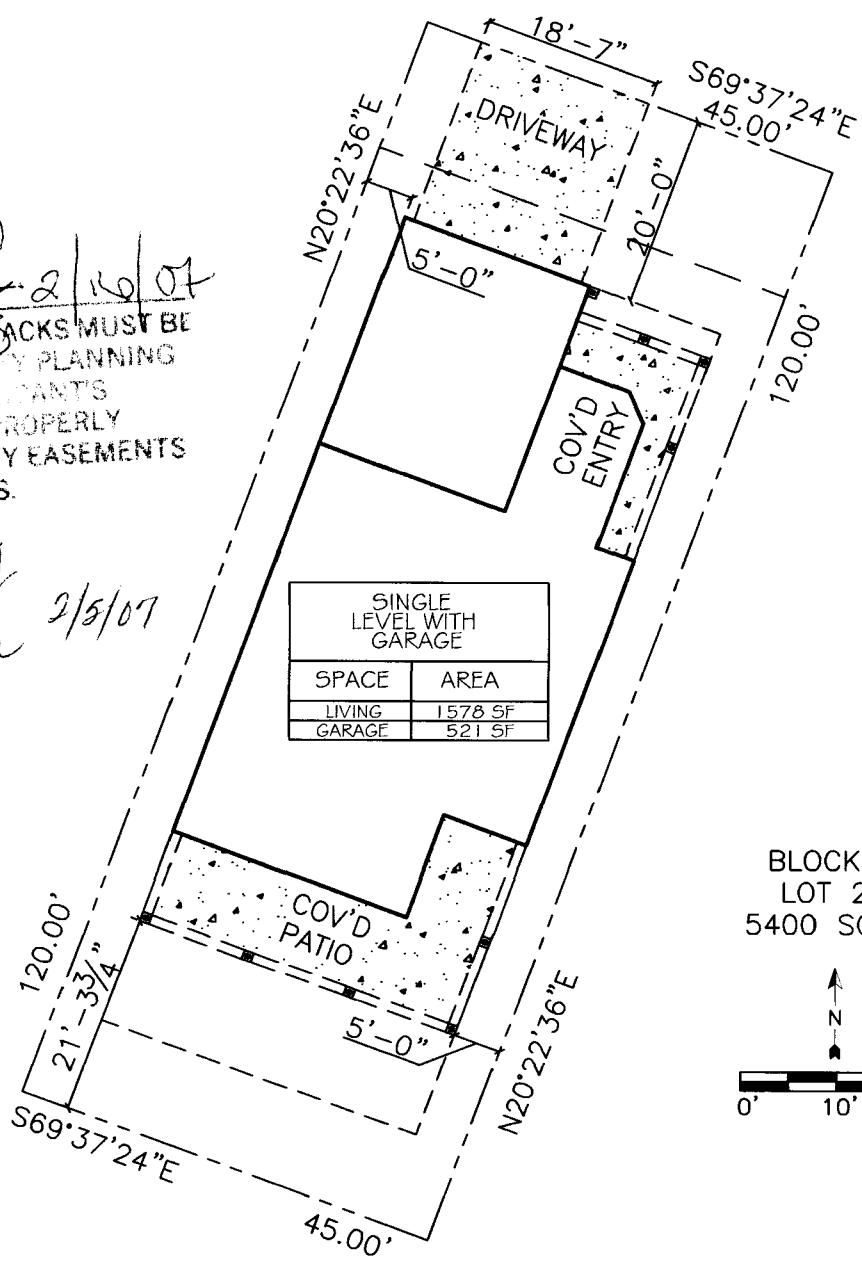 18'-7"
S69°37'24"E
45.00'
DRIVEWAY
N20°22'36"E
20'-0"
5'-0"
2/16/07
ACKS MUST BE
Y PLANNING
CANT'S
ROPERLY
Y EASEMENTS
S.
2/5/07
120.00'
COV'D
ENTRY
SINGLE
LEVEL WITH
GARAGE
SPACE AREA
LIVING 1578 SF
GARAGE 521 SF
BLOCK
LOT 2
5400 SQ
N
0' 10'
COV'D
PATIO
120.00'
21'-3 3/4"
5'-0"
N20°22'36"E
S69°37'24"E
45.00'